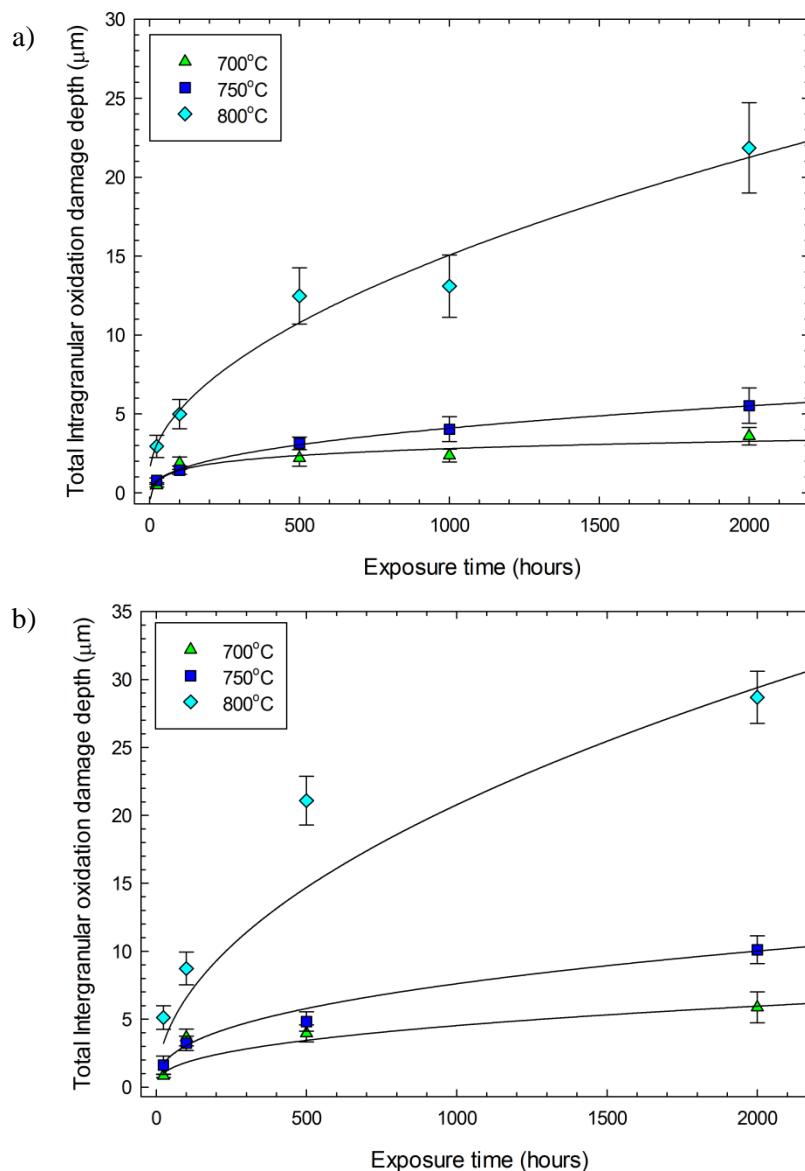 a)
Total Intragranular oxidation damage depth (μm)
30
25
20
15
10
5
0
700°C
750°C
800°C
0 500 1000 1500 2000
Exposure time (hours)
b)
Total Intergranular oxidation damage depth (μm)
35
30
25
20
15
10
5
0
700°C
750°C
800°C
0 500 1000 1500 2000
Exposure time (hours)